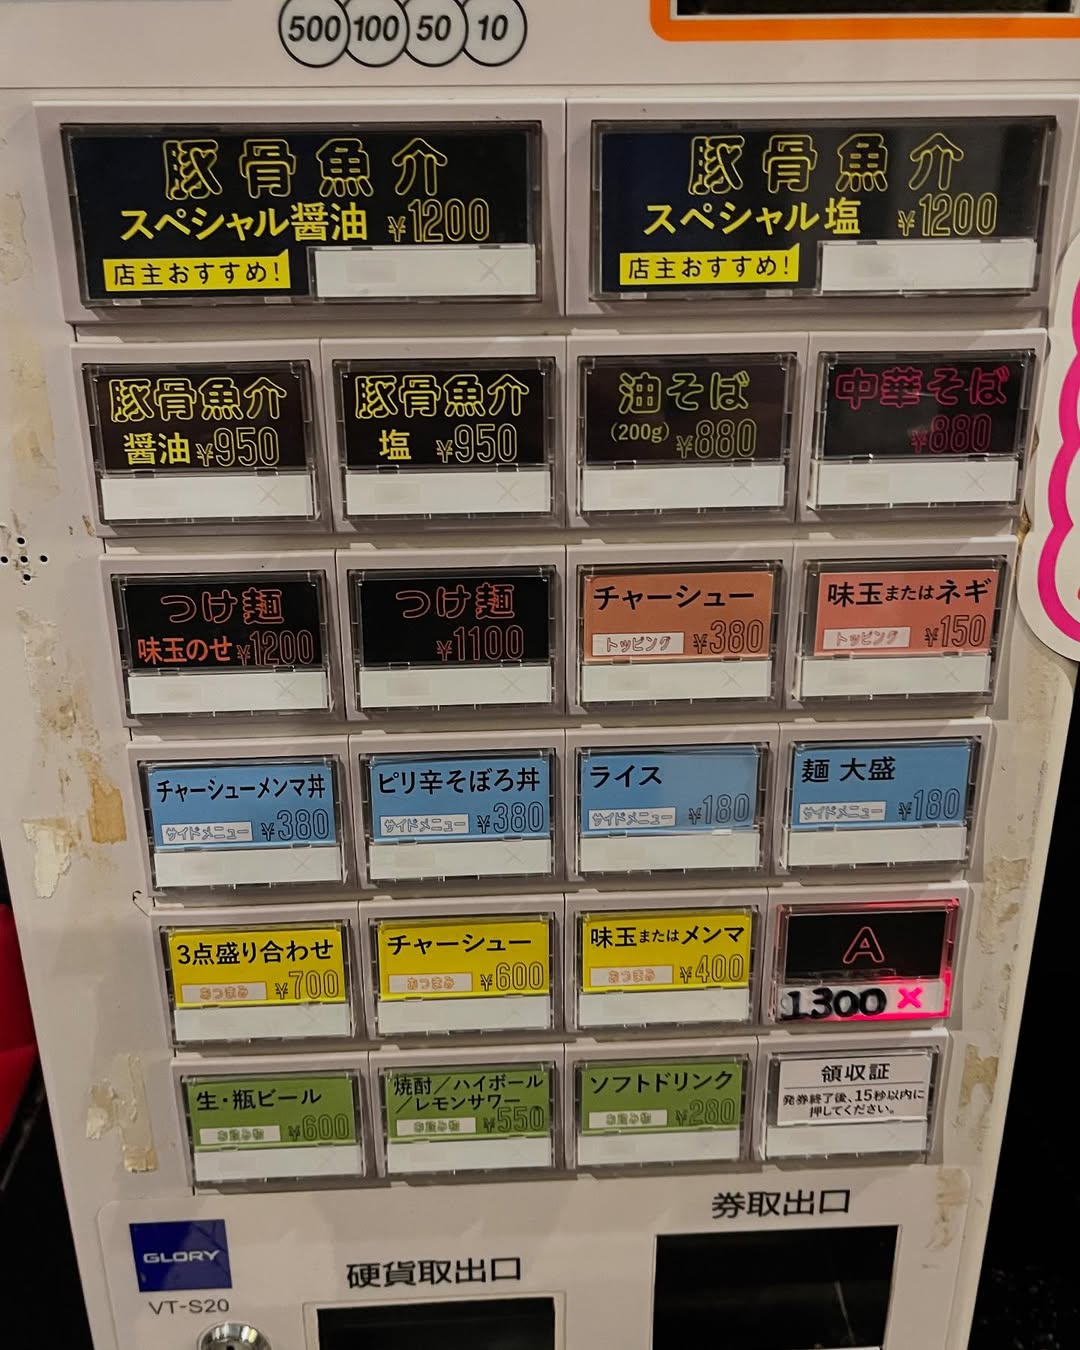 500 100 50 10
豚骨魚介
スペシャル醤油 ¥1200
店主おすすめ!
豚骨魚介
スペシャル塩 ¥1200
店主おすすめ!
豚骨魚介
醤油 ¥950
豚骨魚介
塩 ¥950
油そば
(200g) ¥880
中華そば
¥880
つけ麺
味玉のせ ¥1200
つけ麺
¥1100
チャーシュー
トッピング ¥380
味玉またはネギ
トッピング ¥150
チャーシューメンマ丼
サイドメニュー ¥380
ピリ辛そぼろ丼
サイドメニュー ¥380
ライス
サイドメニュー ¥180
麺 大盛
サイドメニュー ¥180
3点盛り合わせ
おつまみ ¥700
チャーシュー
おつまみ ¥600
味玉またはメンマ
おつまみ ¥400
A
1300 ×
生・瓶ビール
お飲み物 ¥600
焼酎/ハイボール
/レモンサワー
お飲み物 ¥550
ソフトドリンク
お飲み物 ¥280
領収証
発券終了後、15秒以内に
押してください。
券取出口
GLORY
硬貨取出口
VT-S20